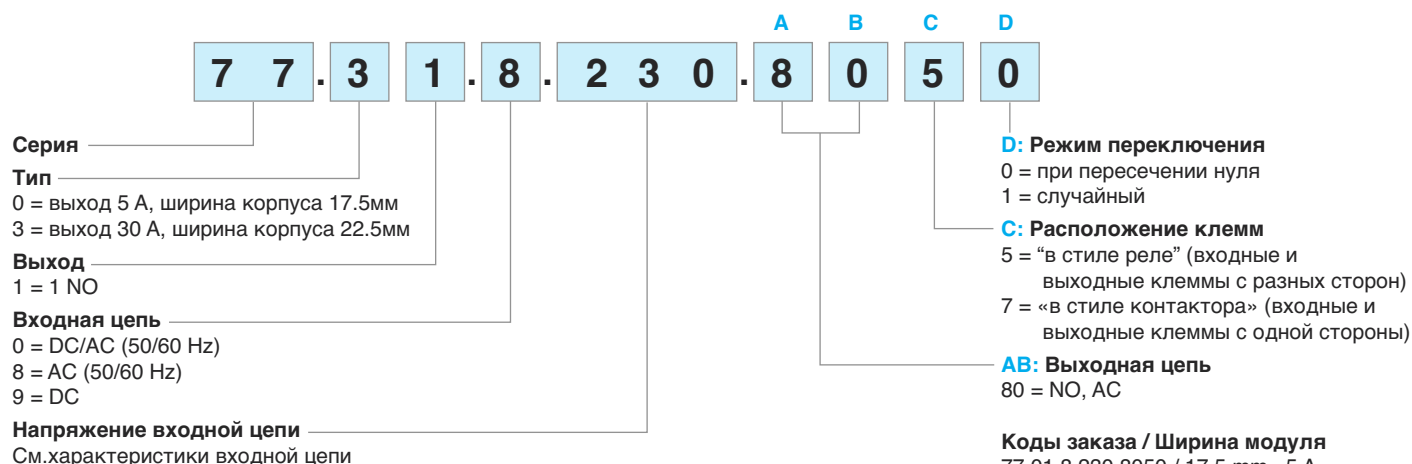 A B C D
7 7 . 3 1 . 8 . 2 3 0 . 8 0 5 0
Серия
Тип
0 = выход 5 А, ширина корпуса 17.5мм
3 = выход 30 А, ширина корпуса 22.5мм
Выход
1 = 1 NO
Входная цепь
0 = DC/AC (50/60 Hz)
8 = AC (50/60 Hz)
9 = DC
Напряжение входной цепи
См.характеристики входной цепи
D: Режим переключения
0 = при пересечении нуля
1 = случайный
C: Расположение клемм
5 = “в стиле реле” (входные и
выходные клеммы с разных сторон)
7 = «в стиле контактора» (входные и
выходные клеммы с одной стороны)
AB: Выходная цепь
80 = NO, AC
Коды заказа / Ширина модуля